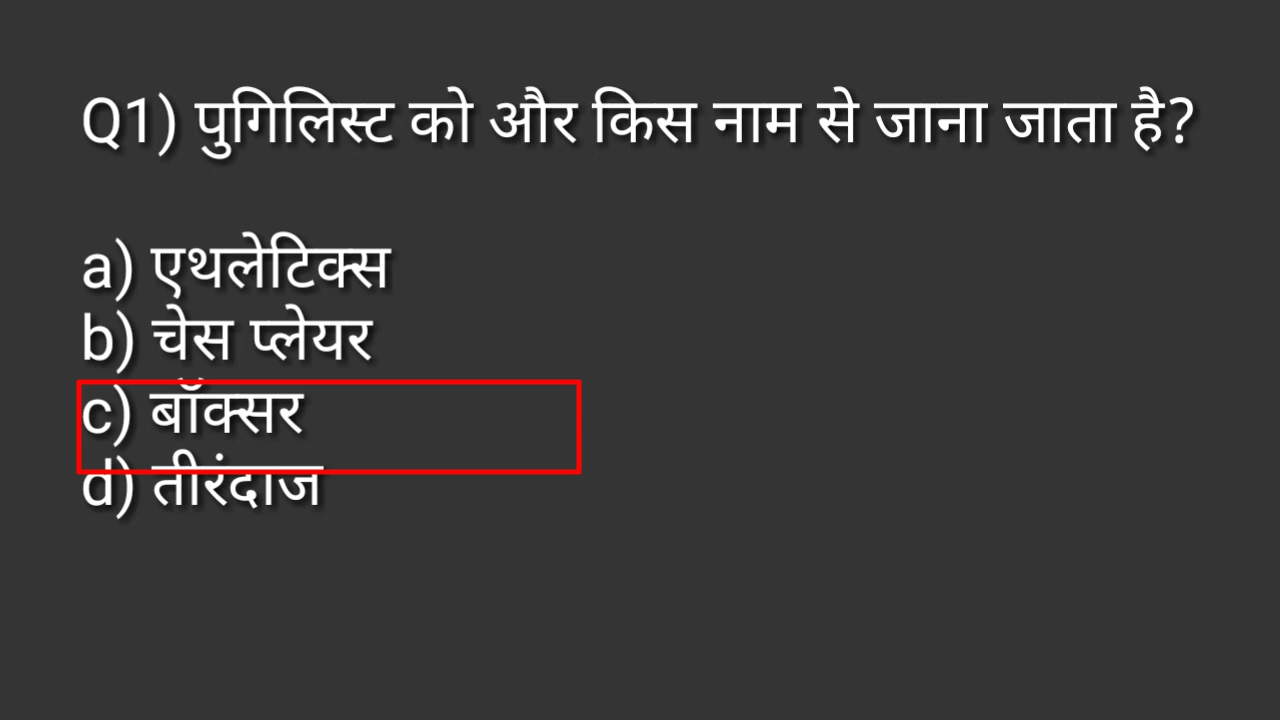 Q1) पुगिलिस्ट को और किस नाम से जाना जाता है?
a) एथलेटिक्स
b) चेस प्लेयर
c) बॉक्सर
d) तीरंदाज